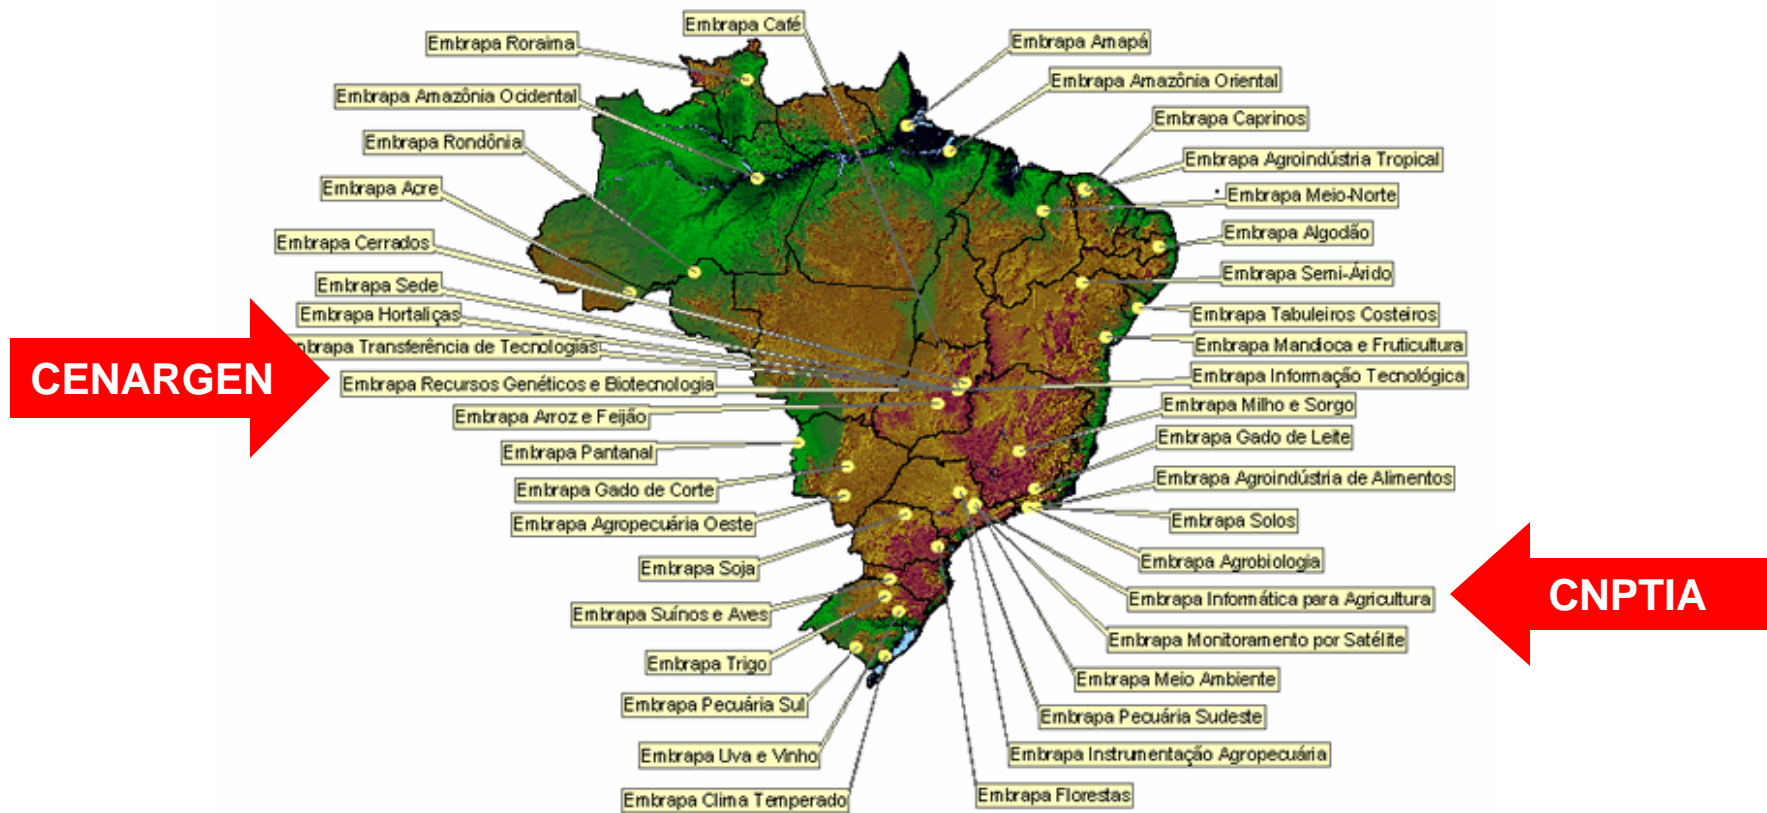 Embrapa Café
Embrapa Roraima
Embrapa Amapá
Embrapa Amazônia Oriental
Embrapa Amazônia Ocidental
Embrapa Caprinos
Embrapa Rondônia
Embrapa Agroindústria Tropical
Embrapa Acre
Embrapa Meio-Norte
Embrapa Algodão
Embrapa Cerrados
Embrapa Semi-Árido
Embrapa Sede
Embrapa Hortaliças
Embrapa Tabuleiros Costeiros
brapa Transferência de Tecnologias
Embrapa Mandioca e Fruticultura
CENARGEN
Embrapa Recursos Genéticos e Biotecnologia
Embrapa Informação Tecnológica
Embrapa Milho e Sorgo
Embrapa Arroz e Feijão
Embrapa Gado de Leite
Embrapa Pantanal
Embrapa Agroindústria de Alimentos
Embrapa Gado de Corte
Embrapa Solos
Embrapa Agropecuária Oeste
Embrapa Agrobiologia
Embrapa Soja
CNPTIA
Embrapa Informática para Agricultura
Embrapa Suínos e Aves
Embrapa Monitoramento por Satélite
Embrapa Trigo
Embrapa Meio Ambiente
Embrapa Pecuária Sul
Embrapa Pecuária Sudeste
Embrapa Uva e Vinho
Embrapa Instrumentação Agropecuária
Embrapa Florestas
Embrapa Clima Temperado